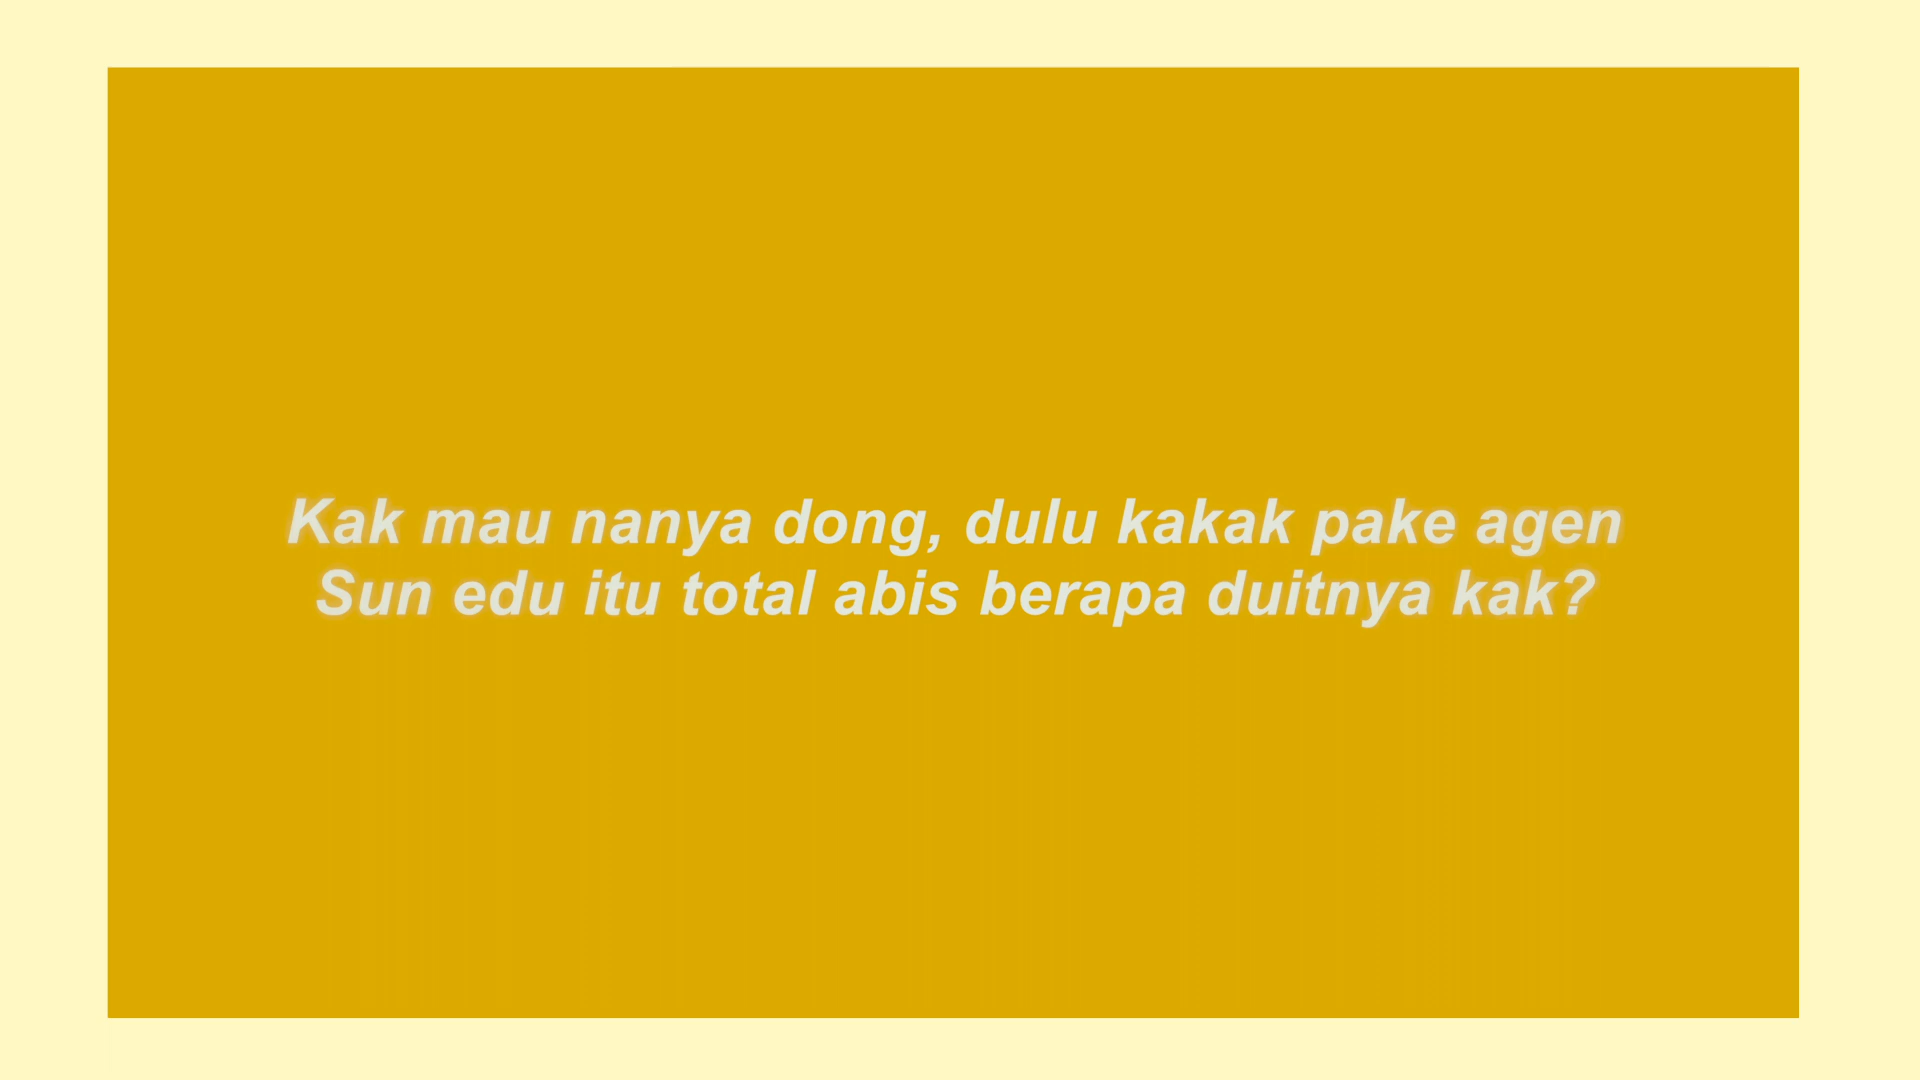 Kak mau nanya dong, dulu kakak pake agen
Sun edu itu total abis berapa duitnya kak?